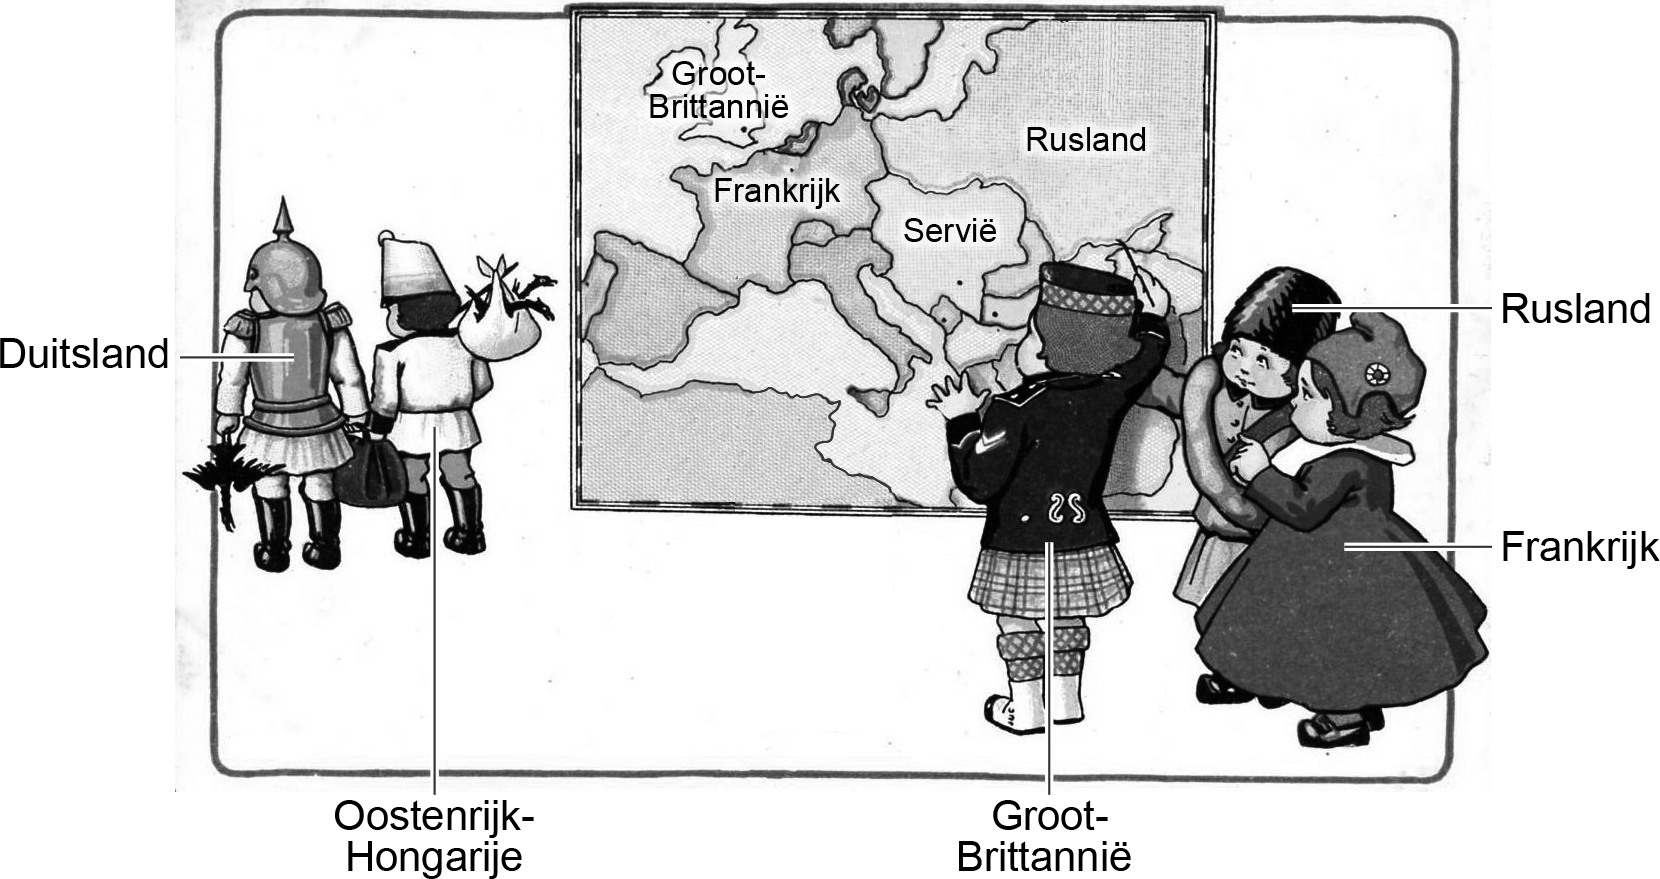 Groot-
Brittannië
Rusland
Frankrijk
Servië
Duitsland
Rusland
Frankrijk
Oostenrijk-
Hongarije
Groot-
Brittannië